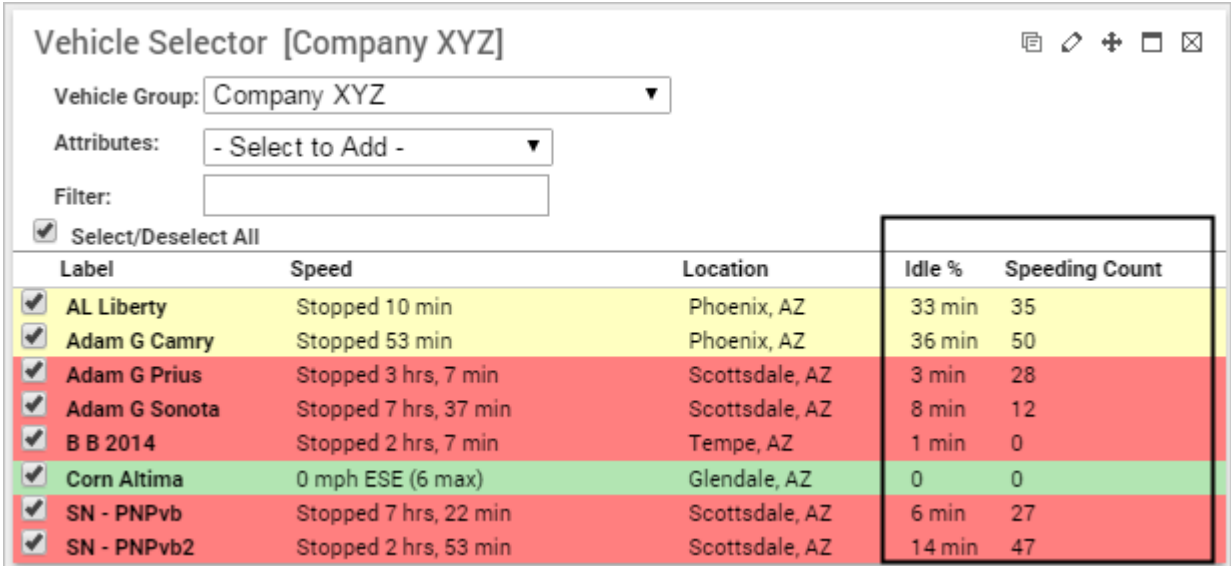 Vehicle Selector [Company XYZ]
Vehicle Group: Company XYZ
Attributes: - Select to Add -
Filter:
Select/Deselect All
Label Speed Location Idle % Speeding Count
AL Liberty Stopped 10 min Phoenix, AZ 33 min 35
Adam G Camry Stopped 53 min Phoenix, AZ 36 min 50
Adam G Prius Stopped 3 hrs, 7 min Scottsdale, AZ 3 min 28
Adam G Sonota Stopped 7 hrs, 37 min Scottsdale, AZ 8 min 12
B B 2014 Stopped 2 hrs, 7 min Tempe, AZ 1 min 0
Corn Altima 0 mph ESE (6 max) Glendale, AZ 0 0
SN - PNPvb Stopped 7 hrs, 22 min Scottsdale, AZ 6 min 27
SN - PNPvb2 Stopped 2 hrs, 53 min Scottsdale, AZ 14 min 47